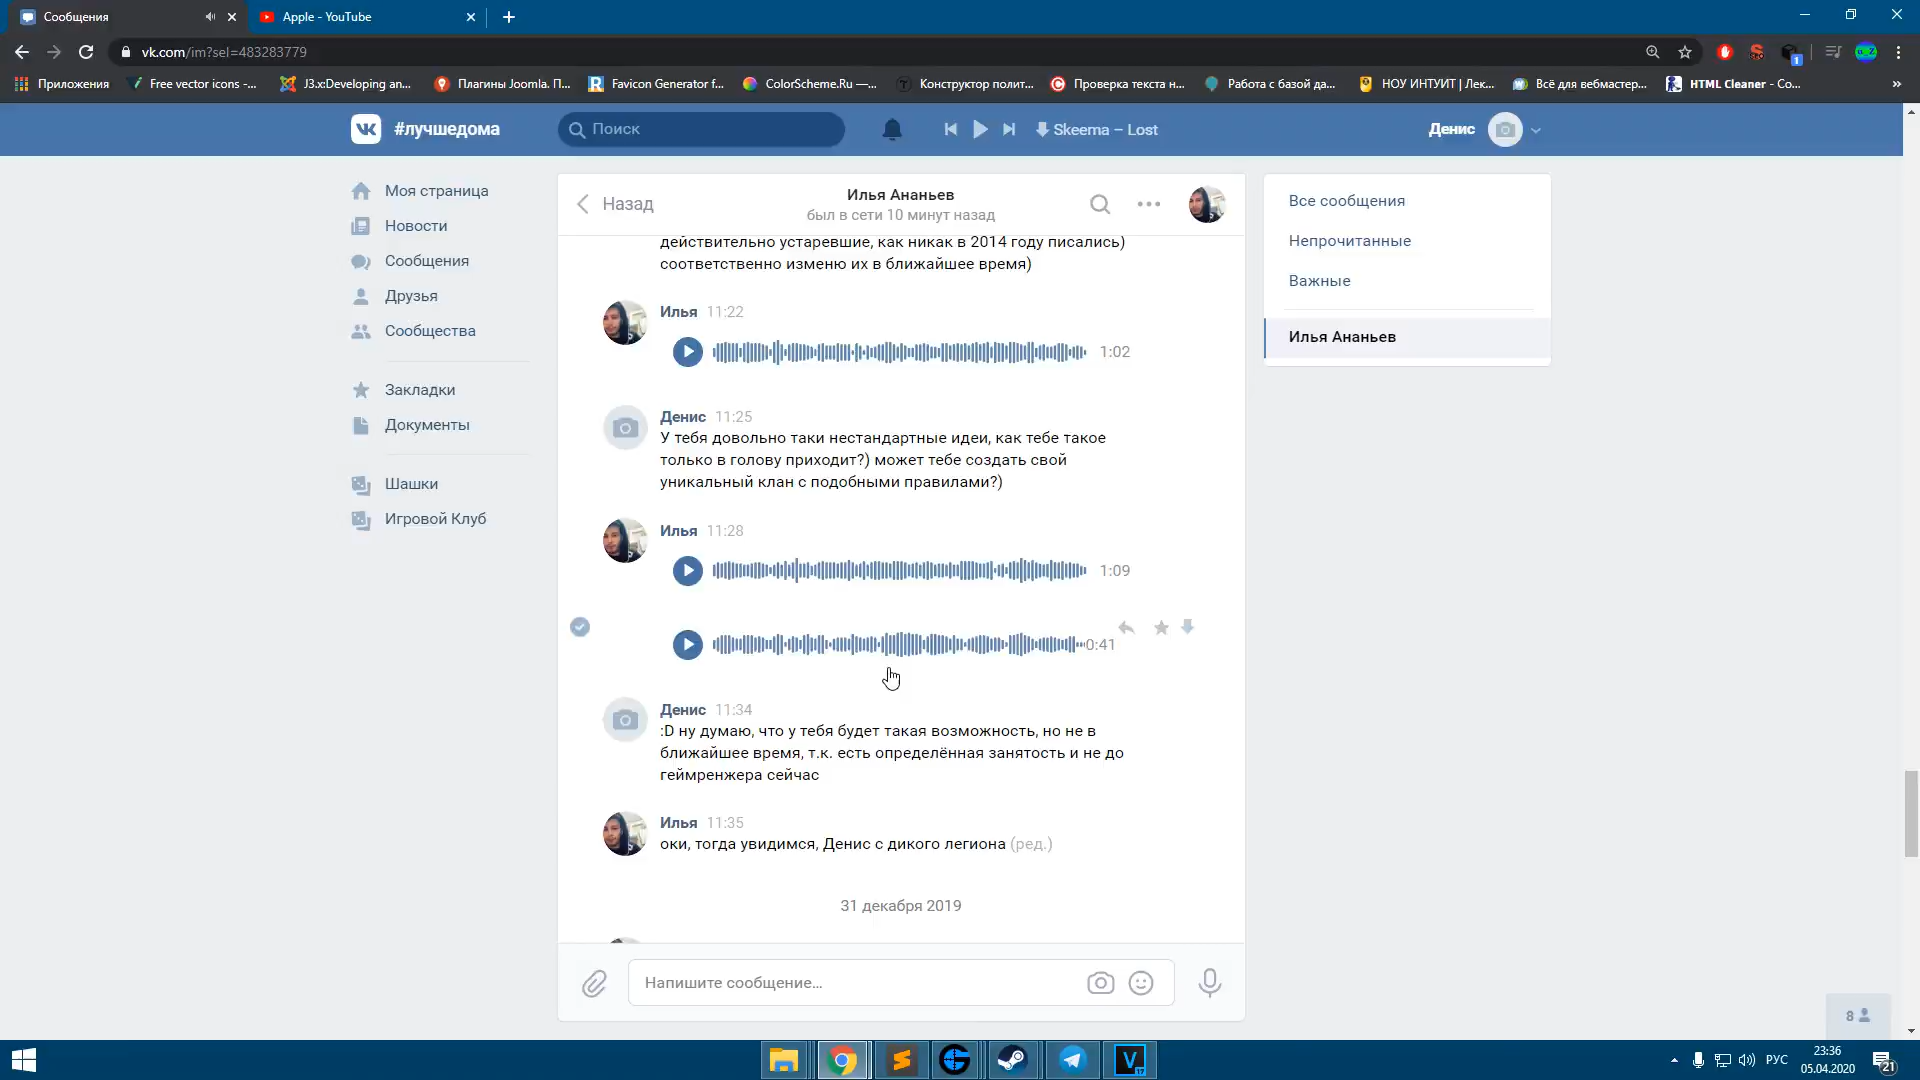 Сообщения
Apple - YouTube
vk.com/im?sel=483283779
Приложения
Free vector icons -...
J3.x:Developing an...
Плагины Joomla. П...
Favicon Generator f...
ColorScheme.Ru —...
Конструктор полит...
Проверка текста н...
Работа с базой да...
НОУ ИНТУИТ | Лек...
Всё для вебмастер...
HTML Cleaner - Co...
#лучшедома
Поиск
Skeema – Lost
Денис
Моя страница
Новости
Сообщения
Друзья
Сообщества
Закладки
Документы
Шашки
Игровой Клуб
Назад
Илья Ананьев
был в сети 10 минут назад
действительно устаревшие, как никак в 2014 году писались)
соответственно изменю их в ближайшее время)
Илья 11:22
1:02
Денис 11:25
У тебя довольно таки нестандартные идеи, как тебе такое
только в голову приходит?) может тебе создать свой
уникальный клан с подобными правилами?)
Илья 11:28
1:09
0:41
Денис 11:34
:D ну думаю, что у тебя будет такая возможность, но не в
ближайшее время, т.к. есть определённая занятость и не до
геймренжера сейчас
Илья 11:35
оки, тогда увидимся, Денис с дикого легиона (ред.)
31 декабря 2019
Напишите сообщение...
Все сообщения
Непрочитанные
Важные
Илья Ананьев
8
РУС
23:36
05.04.2020
21